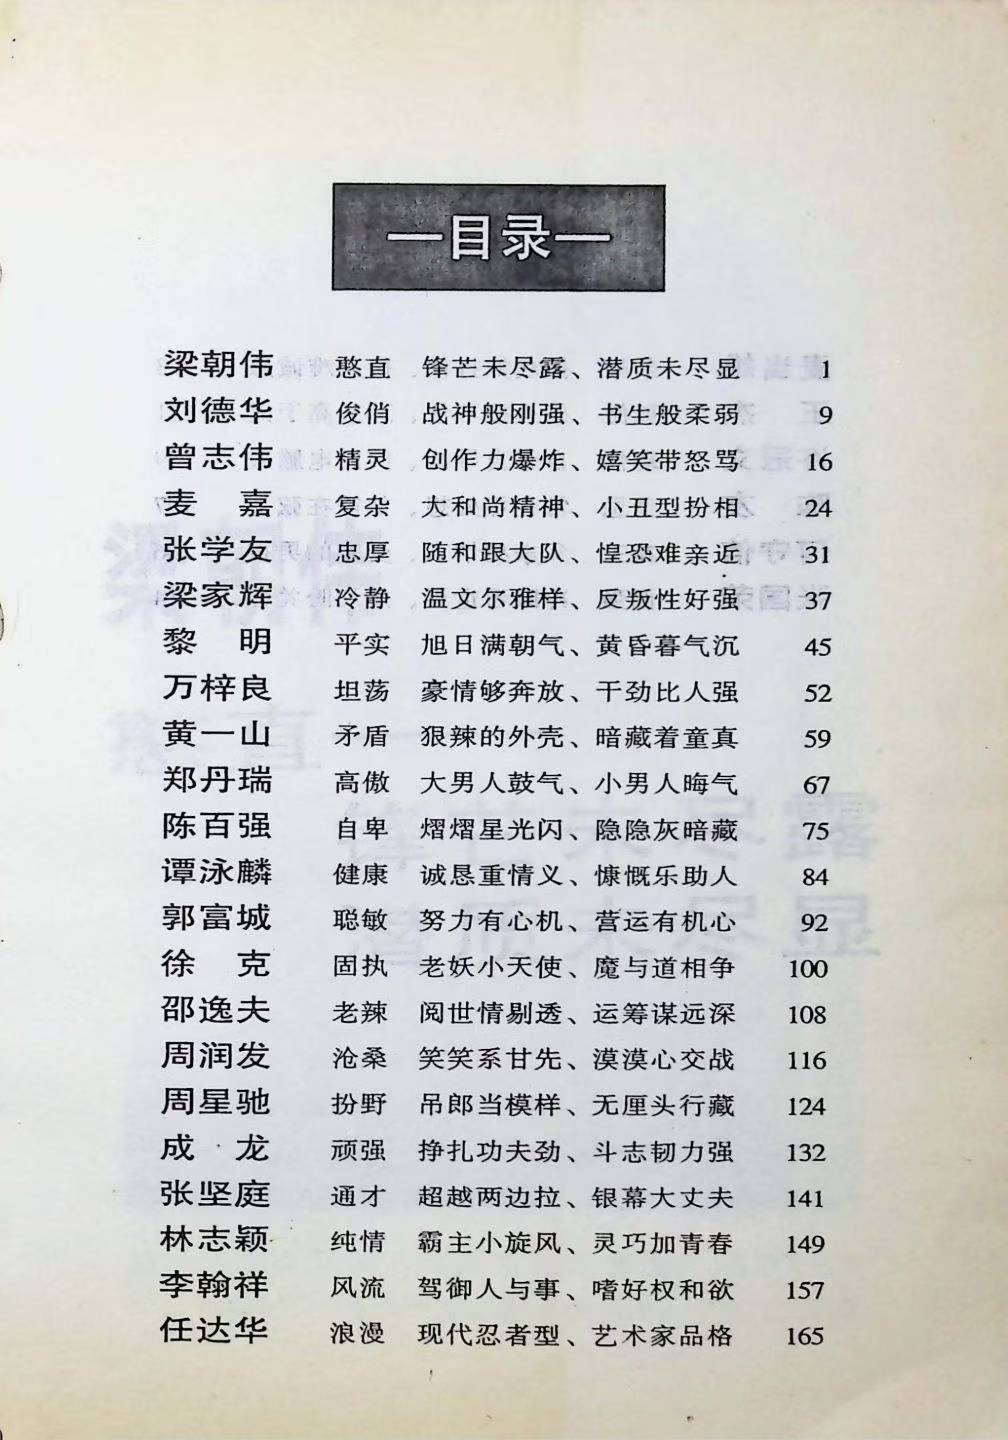 —目录—
梁朝伟 憨直 锋芒未尽露、潜质未尽显 1
刘德华 俊俏 战神般刚强、书生般柔弱 9
曾志伟 精灵 创作力爆炸、嬉笑带怒骂 16
麦 嘉 复杂 大和尚精神、小丑型扮相 24
张学友 忠厚 随和跟大队、惶恐难亲近 31
梁家辉 冷静 温文尔雅样、反叛性好强 37
黎 明 平实 旭日满朝气、黄昏暮气沉 45
万梓良 坦荡 豪情够奔放、干劲比人强 52
黄一山 矛盾 狠辣的外壳、暗藏着童真 59
郑丹瑞 高傲 大男人鼓气、小男人晦气 67
陈百强 自卑 熠熠星光闪、隐隐灰暗藏 75
谭泳麟 健康 诚恳重情义、慷慨乐助人 84
郭富城 聪敏 努力有心机、营运有机心 92
徐 克 固执 老妖小天使、魔与道相争 100
邵逸夫 老辣 阅世情剔透、运筹谋远深 108
周润发 沧桑 笑笑系甘先、漠漠心交战 116
周星驰 扮野 吊郎当模样、无厘头行藏 124
成 龙 顽强 挣扎功夫劲、斗志韧力强 132
张坚庭 通才 超越两边拉、银幕大丈夫 141
林志颖 纯情 霸主小旋风、灵巧加青春 149
李翰祥 风流 驾御人与事、嗜好权和欲 157
任达华 浪漫 现代忍者型、艺术家品格 165